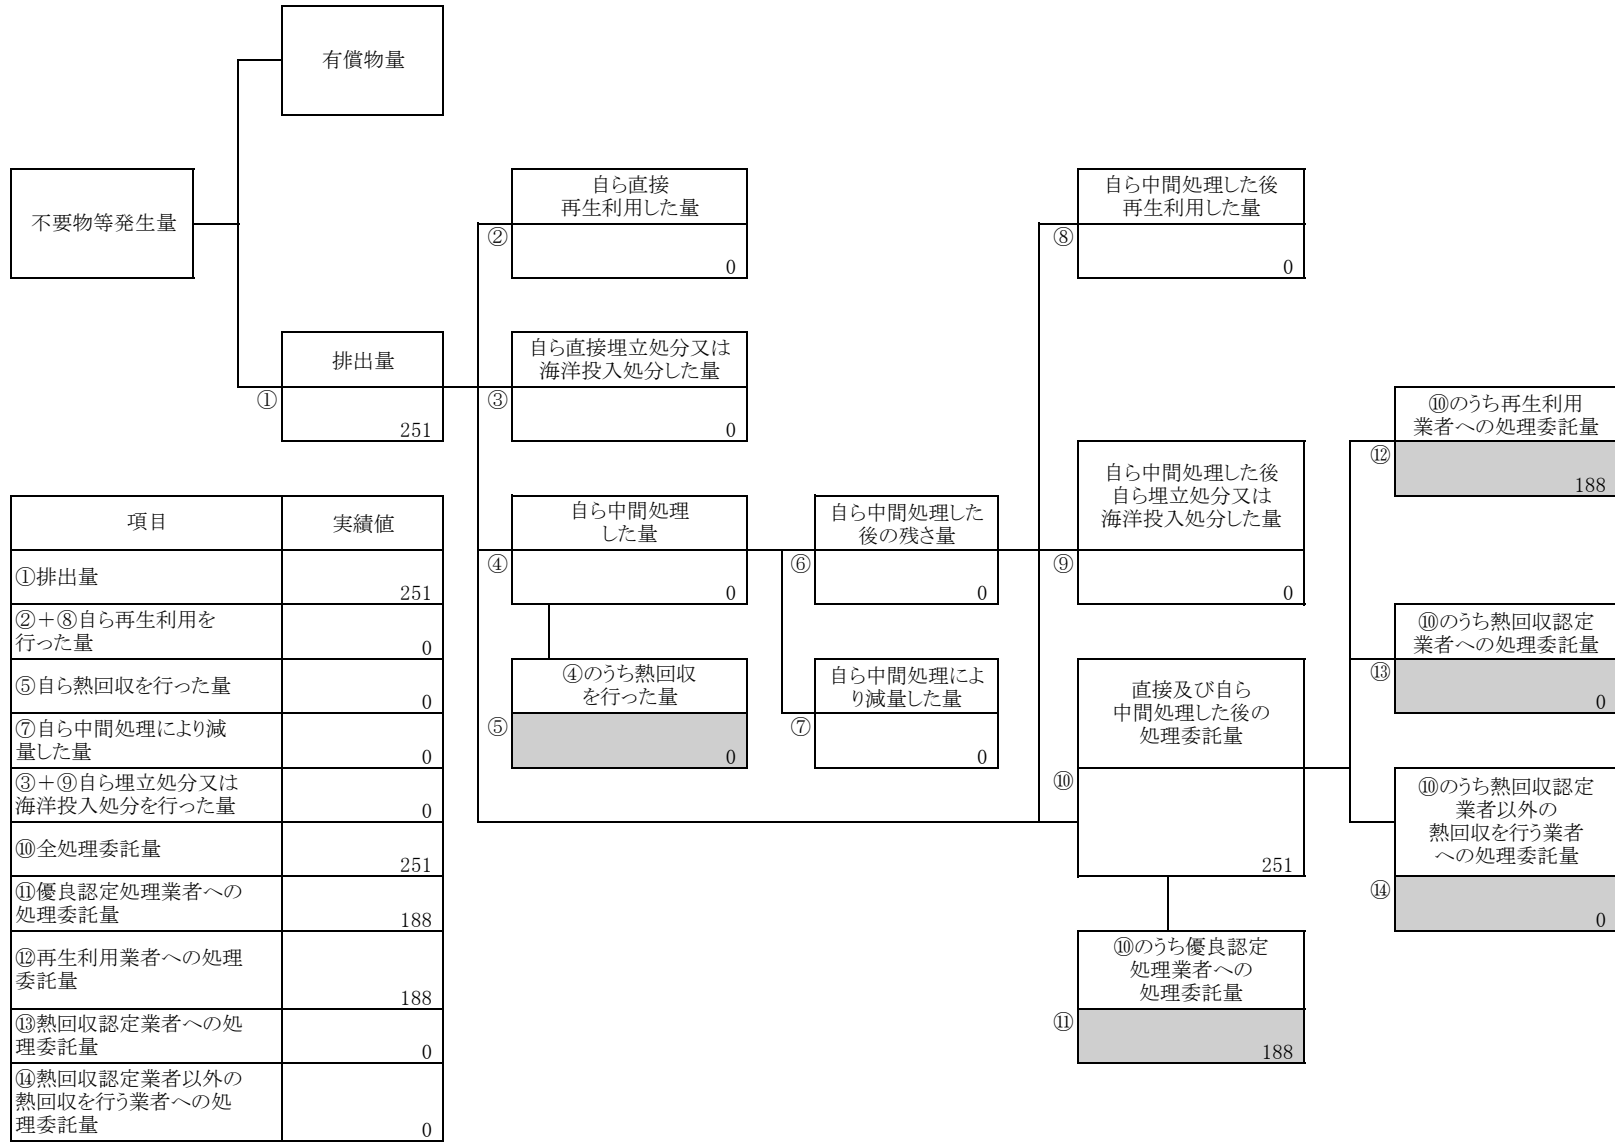 有償物量
不要物等発生量
自ら直接
再生利用した量
②
0
自ら中間処理した後
再生利用した量
⑧
0
排出量
①
251
自ら直接埋立処分又は
海洋投入処分した量
③
0
⑩のうち再生利用
業者への処理委託量
⑫
188
自ら中間処理
した量
④
0
自ら中間処理した
後の残さ量
⑥
0
自ら中間処理した後
自ら埋立処分又は
海洋投入処分した量
⑨
0
⑩のうち熱回収認定
業者への処理委託量
⑬
0
④のうち熱回収
を行った量
⑤
0
自ら中間処理によ
り減量した量
⑦
0
直接及び自ら
中間処理した後の
処理委託量
⑩
251
⑩のうち熱回収認定
業者以外の
熱回収を行う業者
への処理委託量
⑭
0
⑩のうち優良認定
処理業者への
処理委託量
⑪
188
項目 実績値
①排出量
251
②＋⑧自ら再生利用を
行った量
0
⑤自ら熱回収を行った量
0
⑦自ら中間処理により減
量した量
0
③＋⑨自ら埋立処分又は
海洋投入処分を行った量
0
⑩全処理委託量
251
⑪優良認定処理業者への
処理委託量
188
⑫再生利用業者への処理
委託量
188
⑬熱回収認定業者への処
理委託量
0
⑭熱回収認定業者以外の
熱回収を行う業者への処
理委託量
0